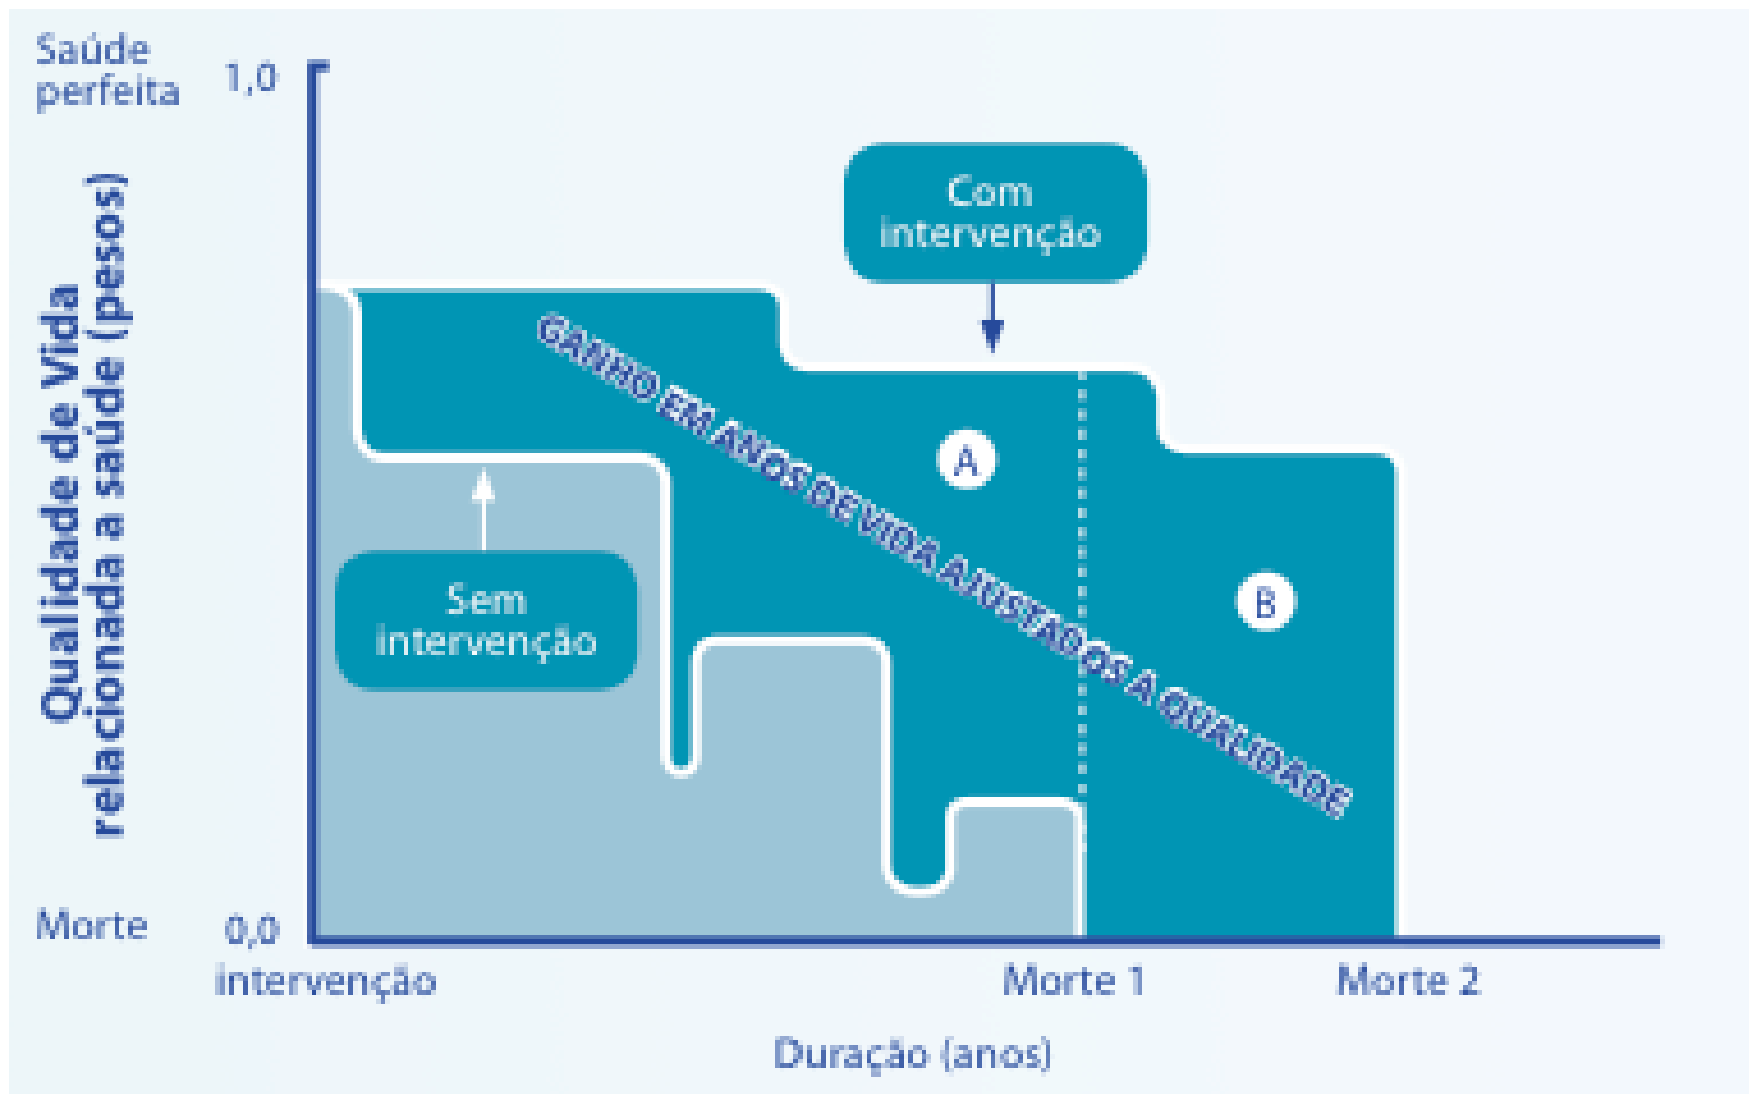 Saúde
perfeita
1,0
Qualidade de Vida
relacionada a saúde (pesos)
Com
intervenção
GANHO EM ANOS DE VIDA AJUSTADOS A QUALIDADE
A
B
Sem
intervenção
Morte
0,0
intervenção
Morte 1
Morte 2
Duração (anos)